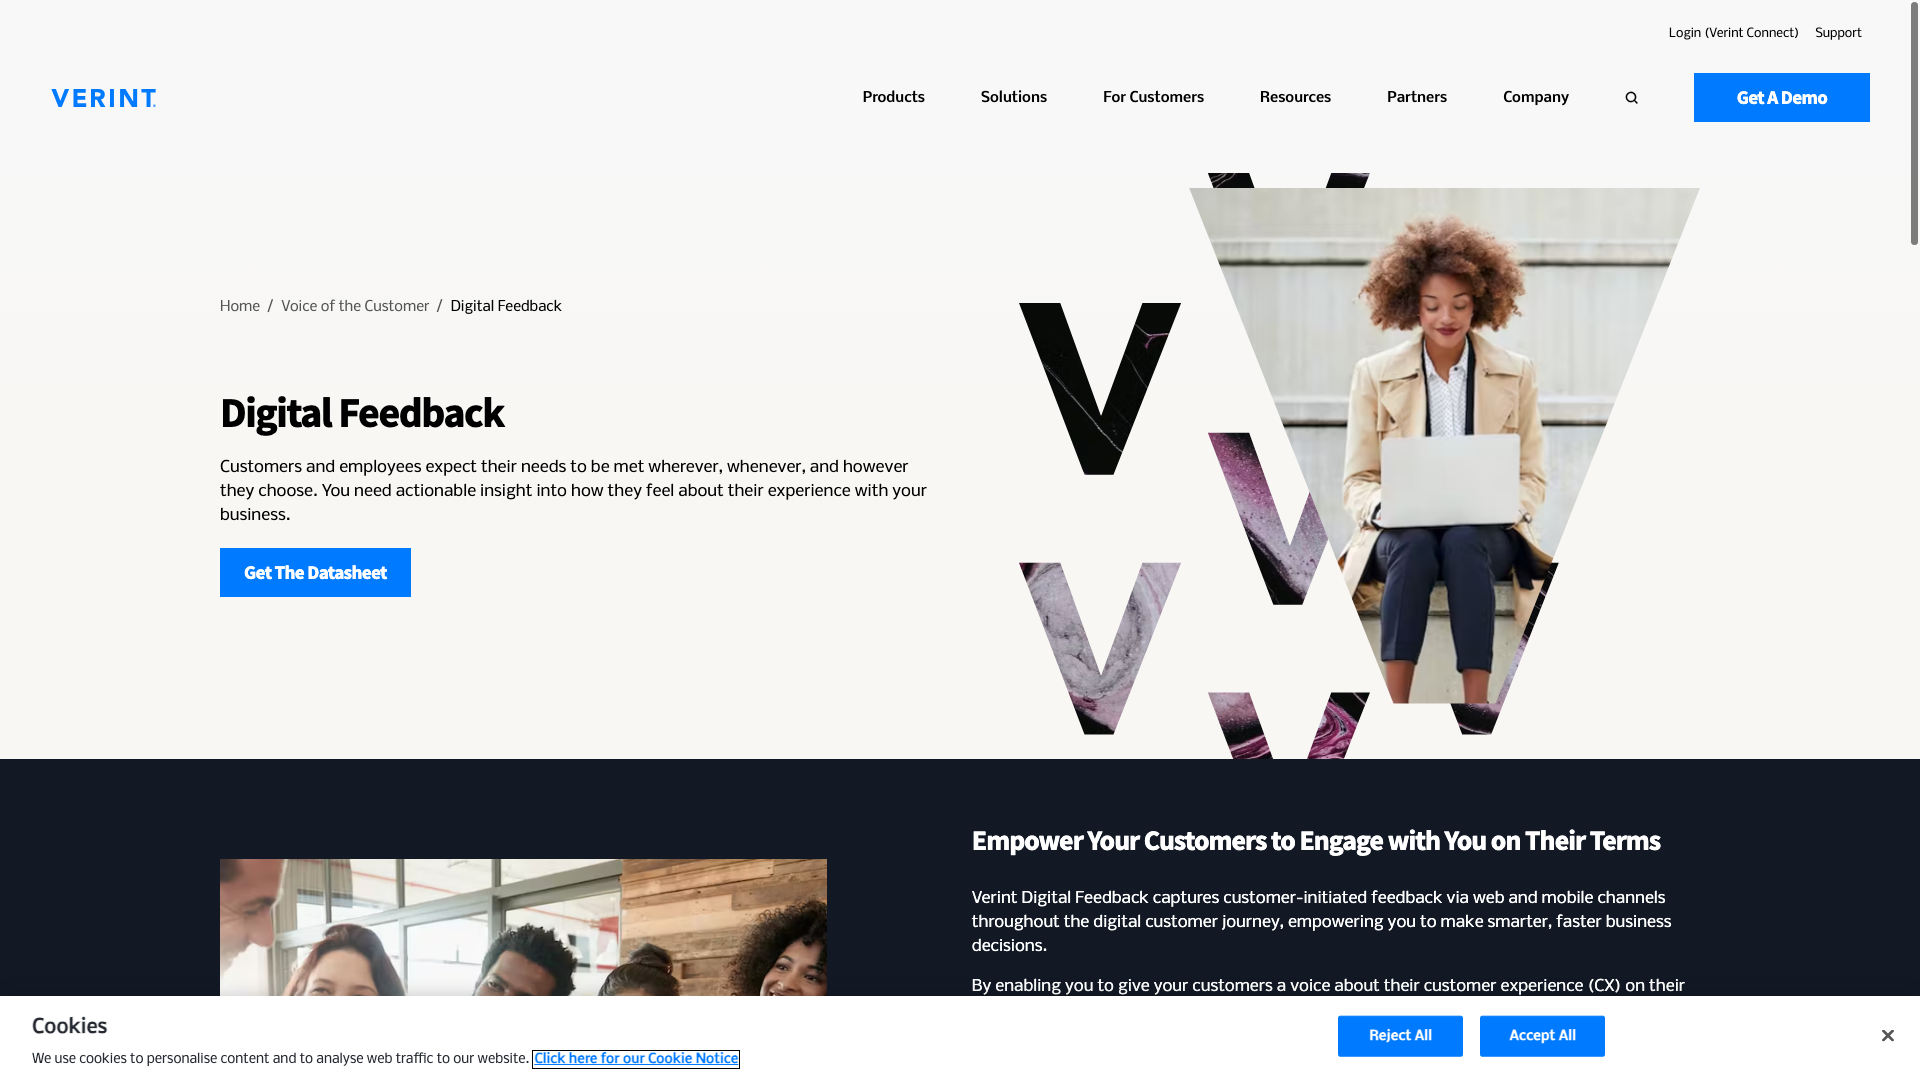 Login (Verint Connect) Support
VERINT
Products Solutions For Customers Resources Partners Company Get A Demo
Home / Voice of the Customer / Digital Feedback
Digital Feedback
Customers and employees expect their needs to be met wherever, whenever, and however
they choose. You need actionable insight into how they feel about their experience with your
business.
Get The Datasheet
Empower Your Customers to Engage with You on Their Terms
Verint Digital Feedback captures customer-initiated feedback via web and mobile channels
throughout the digital customer journey, empowering you to make smarter, faster business
decisions.
By enabling you to give your customers a voice about their customer experience (CX) on their
Cookies
We use cookies to personalise content and to analyse web traffic to our website. Click here for our Cookie Notice
Reject All Accept All